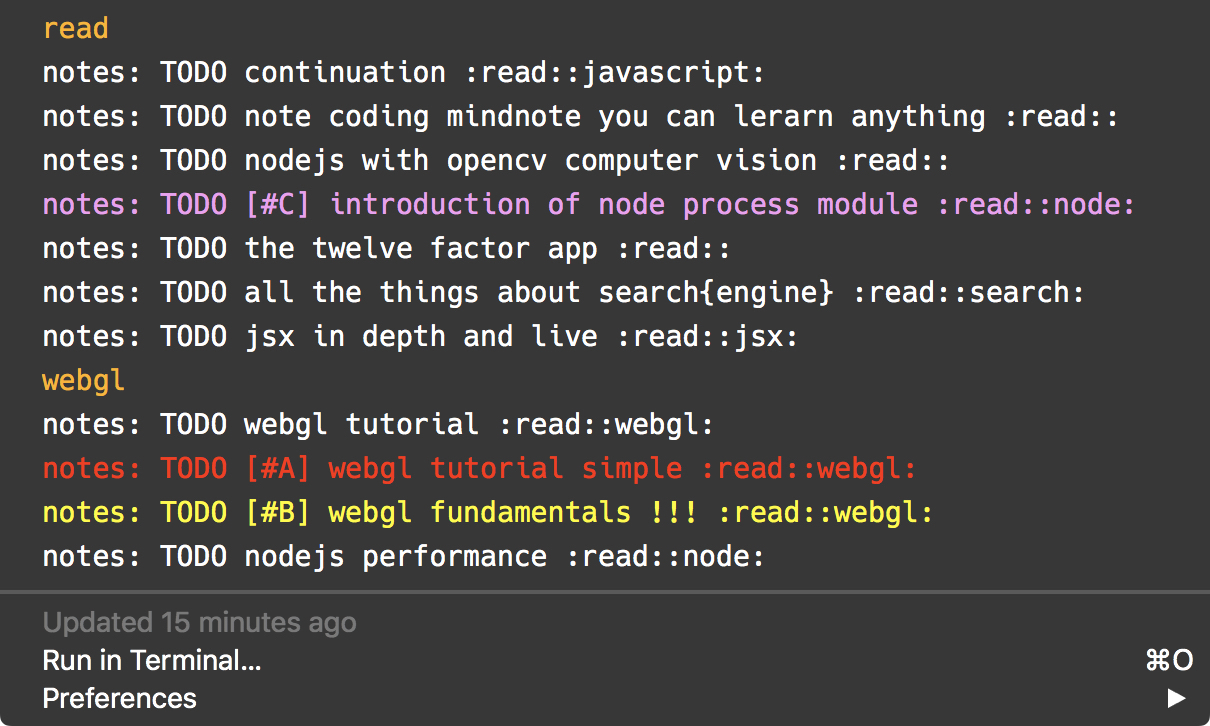 read
notes: TODO continuation :read::javascript:
notes: TODO note coding mindnote you can lerarn anything :read::
notes: TODO nodejs with opencv computer vision :read::
notes: TODO [#C] introduction of node process module :read::node:
notes: TODO the twelve factor app :read::
notes: TODO all the things about search{engine} :read::search:
notes: TODO jsx in depth and live :read::jsx:
webgl
notes: TODO webgl tutorial :read::webgl:
notes: TODO [#A] webgl tutorial simple :read::webgl:
notes: TODO [#B] webgl fundamentals !!! :read::webgl:
notes: TODO nodejs performance :read::node:
Updated 15 minutes ago
Run in Terminal... ⌘O
Preferences ▶